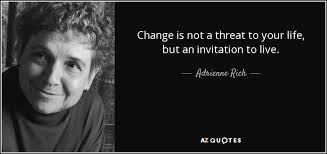 Change is not a threat to your life,
but an invitation to live.
Adrienne Rich
AZ QUOTES